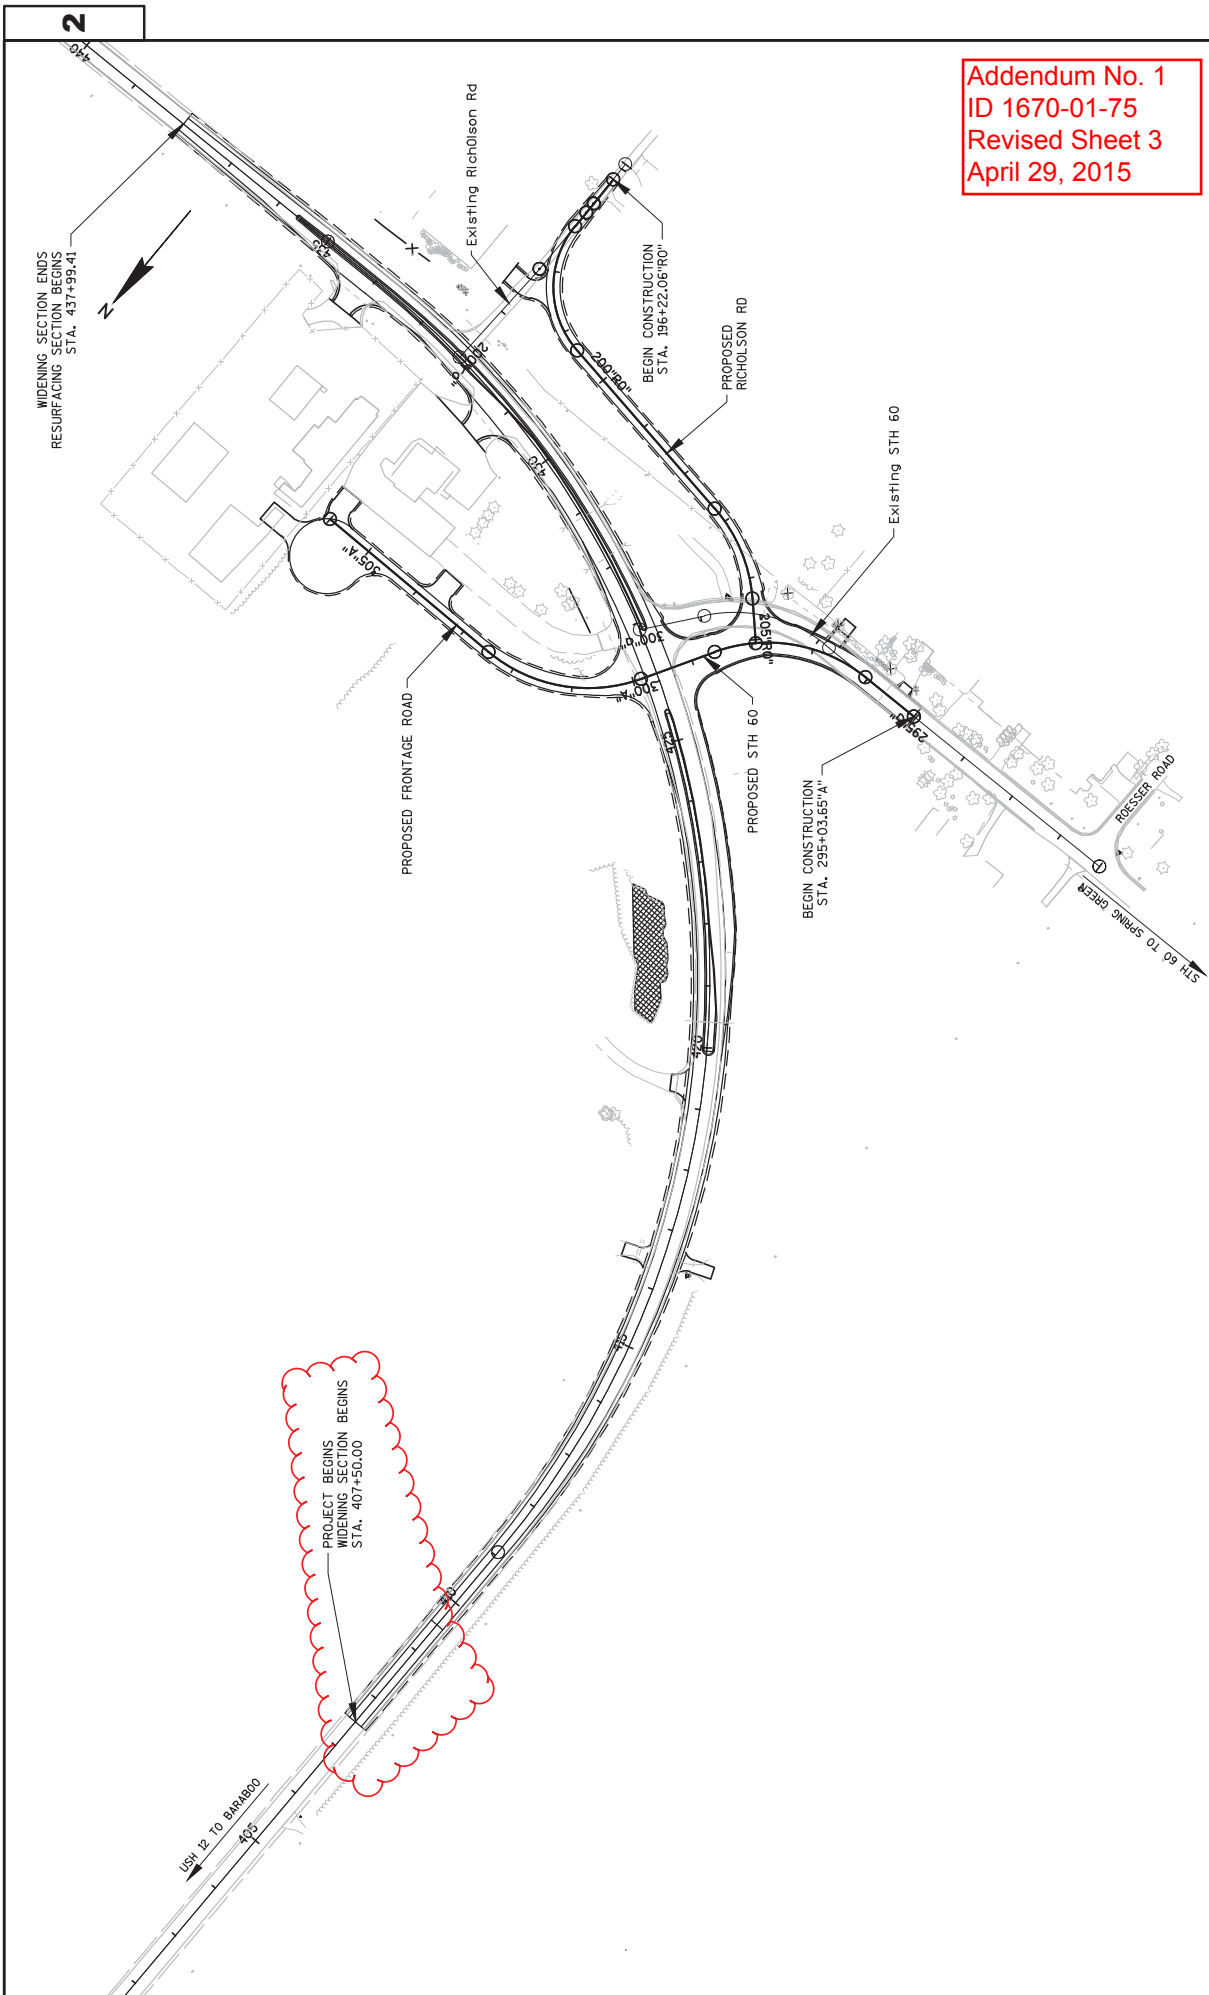 2
Addendum No. 1
ID 1670-01-75
Revised Sheet 3
April 29, 2015
440
WIDENING SECTION ENDS
RESURFACING SECTION BEGINS
STA. 437+99.41
N
Existing Richolson Rd
X
435
BEGIN CONSTRUCTION
STA. 196+22.06"RO"
PROPOSED
RICHOLSON RD
200"RO"
430
Existing STH 60
305"A"
300"A"
205"RO"
425
PROPOSED FRONTAGE ROAD
PROPOSED STH 60
BEGIN CONSTRUCTION
STA. 295+03.65"A"
ROESSER ROAD
STH 60 TO SPRING GREEN
420
415
PROJECT BEGINS
WIDENING SECTION BEGINS
STA. 407+50.00
USH 12 TO BARABOO
405